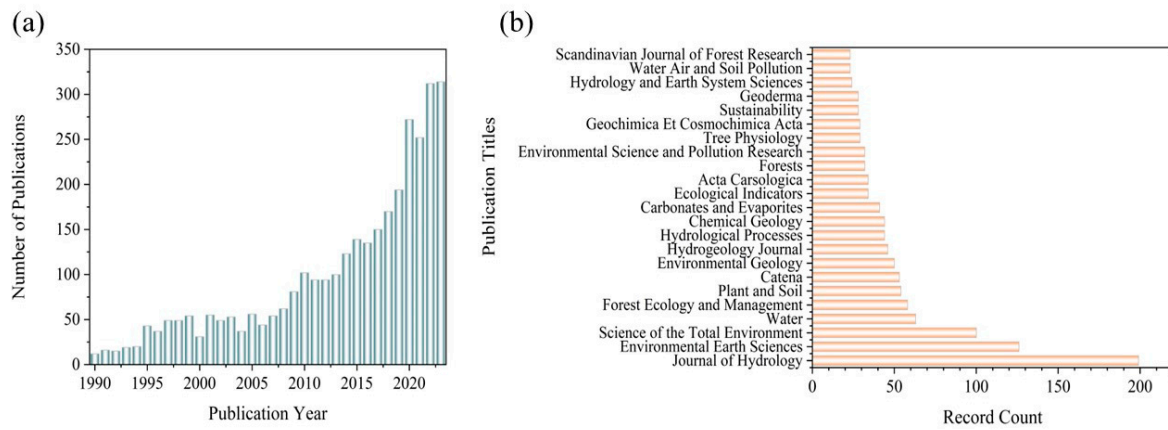 (a)
350
300
250
200
150
100
50
0
Number of Publications
1990
1995
2000
2005
2010
2015
2020
Publication Year
(b)
Publication Titles
Scandinavian Journal of Forest Research
Water Air and Soil Pollution
Hydrology and Earth System Sciences
Geoderma
Sustainability
Geochimica Et Cosmochimica Acta
Tree Physiology
Environmental Science and Pollution Research
Forests
Acta Carsologica
Ecological Indicators
Carbonates and Evaporites
Chemical Geology
Hydrological Processes
Hydrogeology Journal
Environmental Geology
Catena
Plant and Soil
Forest Ecology and Management
Water
Science of the Total Environment
Environmental Earth Sciences
Journal of Hydrology
0
50
100
150
200
Record Count